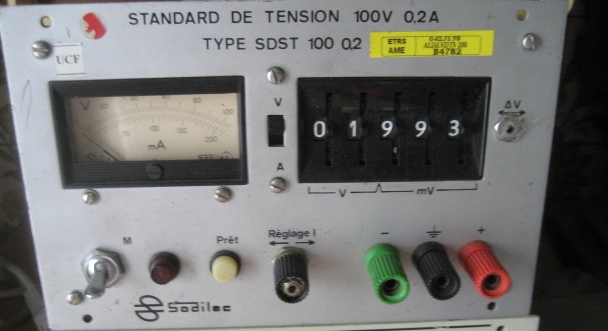 STANDARD DE TENSION 100V 0,2A
TYPE SDST 100 0,2
ETRS
AME
B4782
UCF
V
mA
V
A
0 1 9 9 3
ΔV
V mV
M
Prêt
Réglage I
-
+
Sodilec